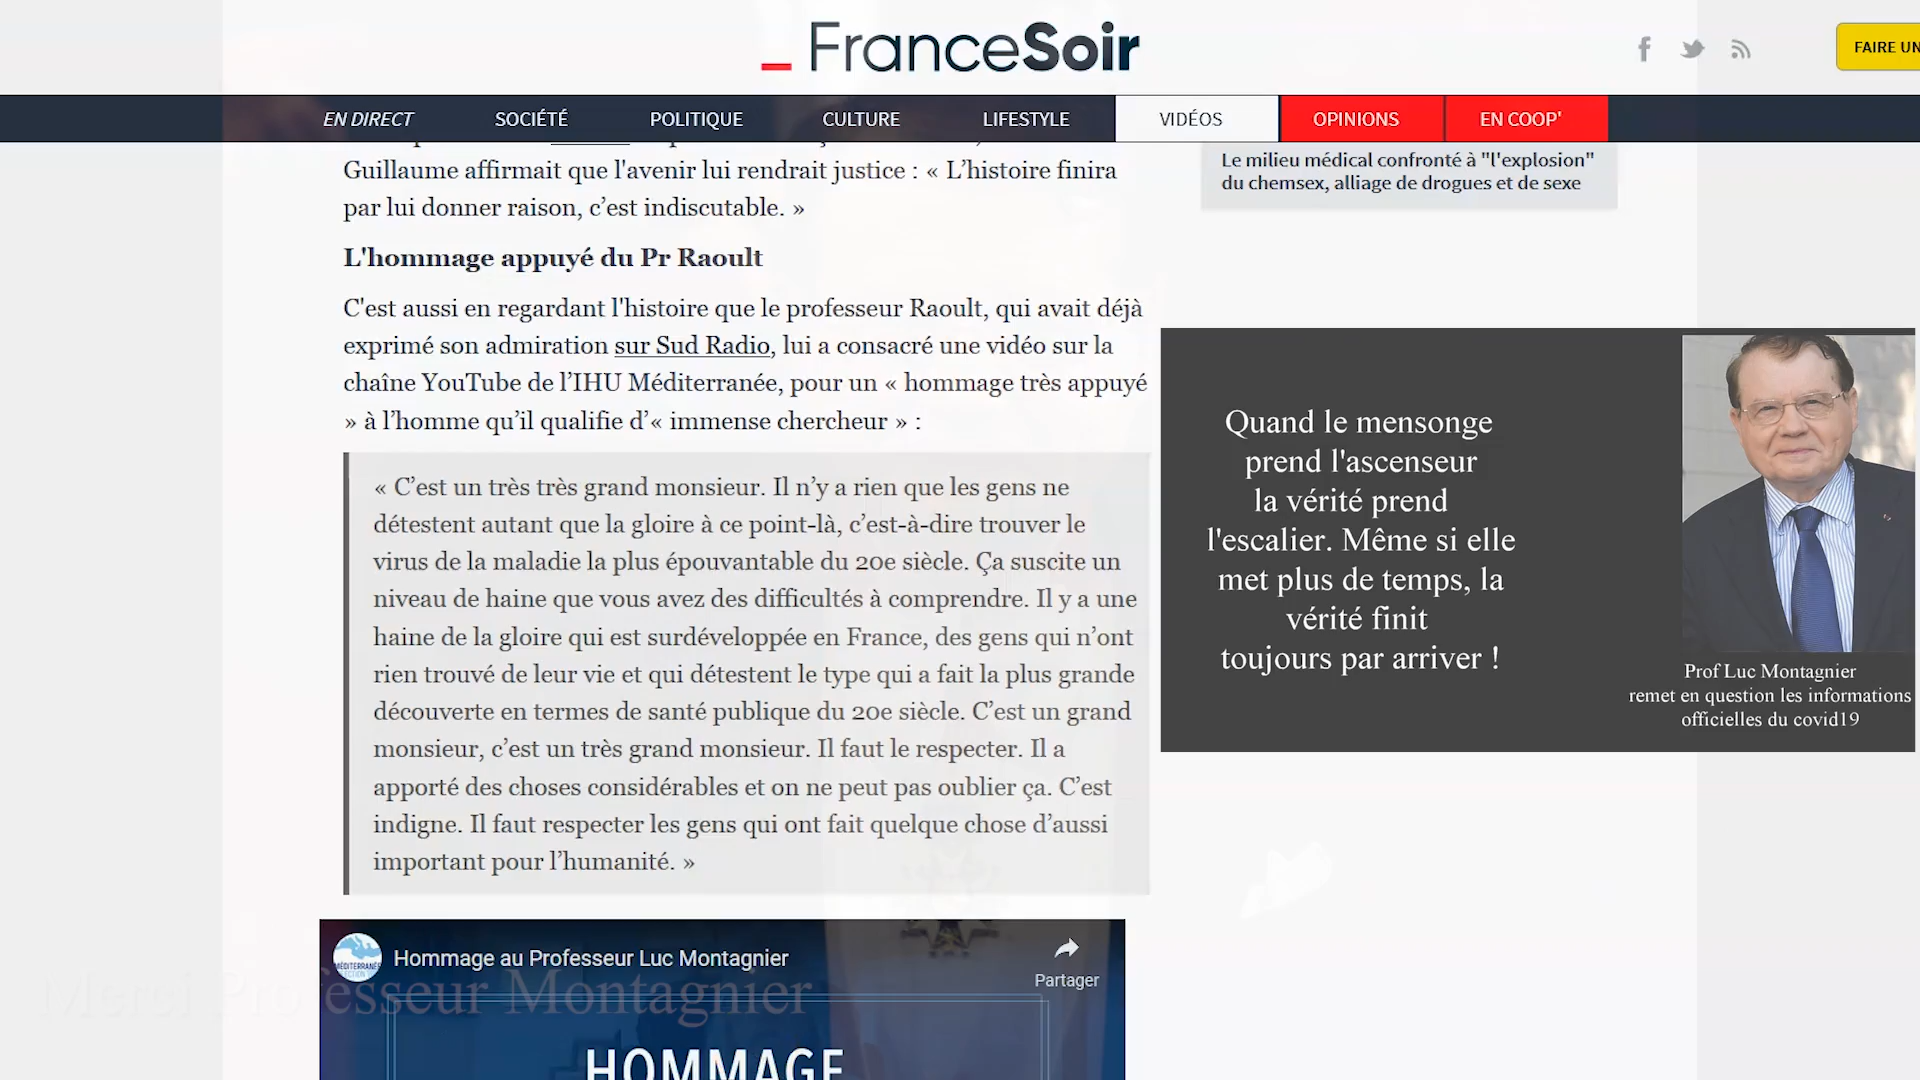 FranceSoir
FAIRE UN
EN DIRECT
SOCIÉTÉ
POLITIQUE
CULTURE
LIFESTYLE
VIDÉOS
OPINIONS
EN COOP'
Guillaume affirmait que l'avenir lui rendrait justice : « L’histoire finira
par lui donner raison, c’est indiscutable. »
L'hommage appuyé du Pr Raoult
C'est aussi en regardant l'histoire que le professeur Raoult, qui avait déjà
exprimé son admiration sur Sud Radio, lui a consacré une vidéo sur la
chaîne YouTube de l’IHU Méditerranée, pour un « hommage très appuyé
» à l’homme qu’il qualifie d’« immense chercheur » :
« C’est un très très grand monsieur. Il n’y a rien que les gens ne
détestent autant que la gloire à ce point-là, c’est-à-dire trouver le
virus de la maladie la plus épouvantable du 20e siècle. Ça suscite un
niveau de haine que vous avez des difficultés à comprendre. Il y a une
haine de la gloire qui est surdéveloppée en France, des gens qui n’ont
rien trouvé de leur vie et qui détestent le type qui a fait la plus grande
découverte en termes de santé publique du 20e siècle. C’est un grand
monsieur, c’est un très grand monsieur. Il faut le respecter. Il a
apporté des choses considérables et on ne peut pas oublier ça. C’est
indigne. Il faut respecter les gens qui ont fait quelque chose d’aussi
important pour l’humanité. »
Le milieu médical confronté à "l'explosion"
du chemsex, alliage de drogues et de sexe
Quand le mensonge
prend l'ascenseur
la vérité prend
l'escalier. Même si elle
met plus de temps, la
vérité finit
toujours par arriver !
Prof Luc Montagnier
remet en question les informations
officielles du covid19
Hommage au Professeur Luc Montagnier
Partager
Merci Professeur Montagnier
HOMMAGE